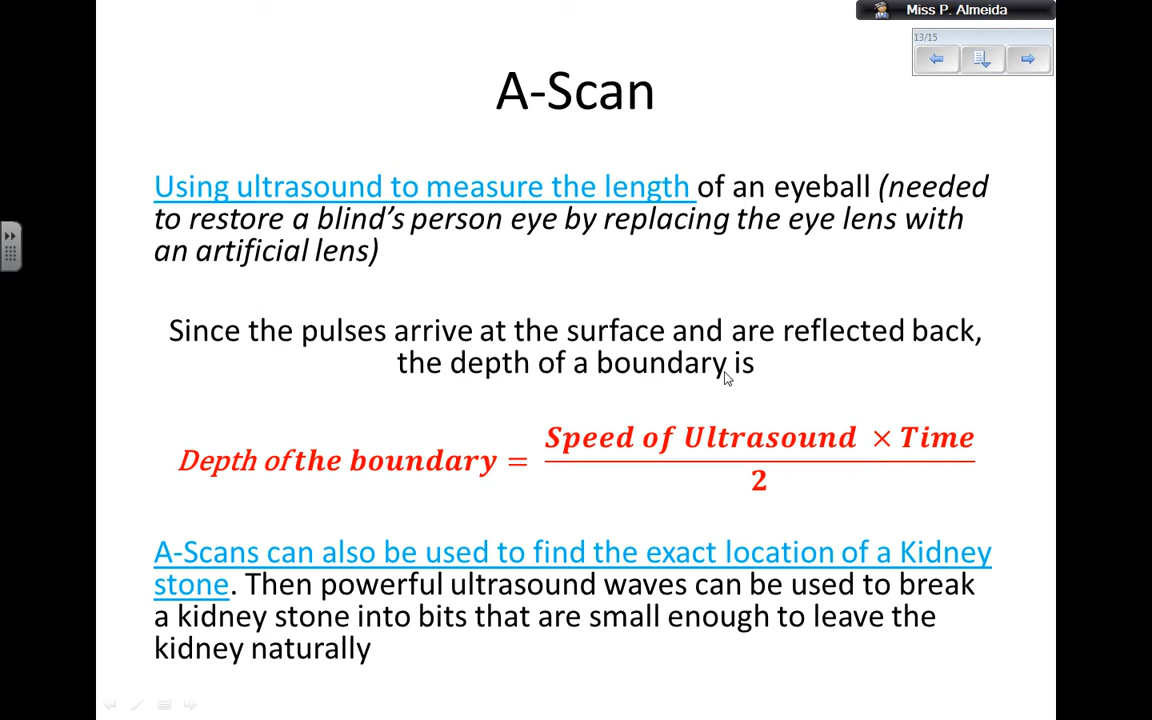 Miss P. Almeida
13/15
A-Scan
Using ultrasound to measure the length of an eyeball (needed
to restore a blind's person eye by replacing the eye lens with
an artificial lens)
Since the pulses arrive at the surface and are reflected back,
the depth of a boundary is
Depth of the boundary = Speed of Ultrasound × Time
2
A-Scans can also be used to find the exact location of a Kidney
stone. Then powerful ultrasound waves can be used to break
a kidney stone into bits that are small enough to leave the
kidney naturally